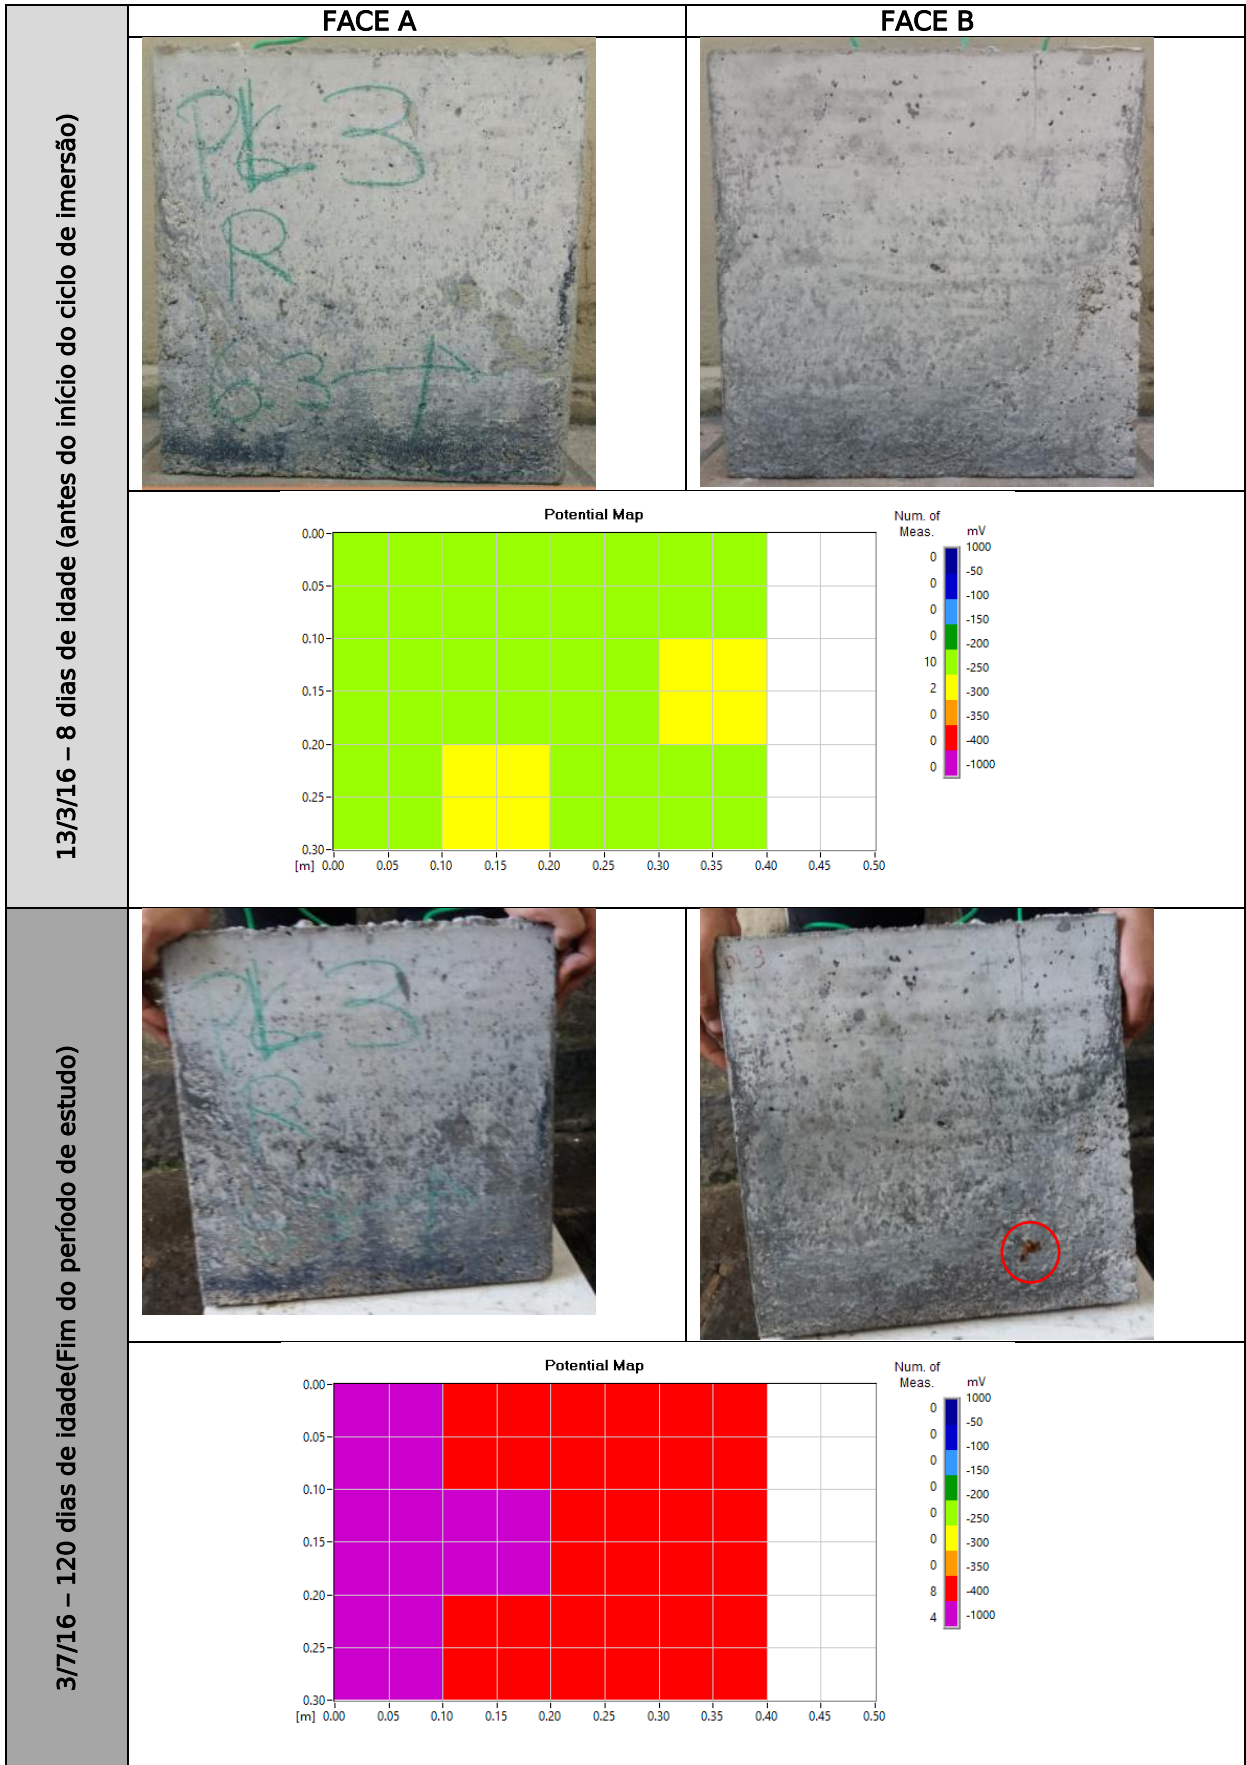 FACE A
FACE B
13/3/16 – 8 dias de idade (antes do início do ciclo de imersão)
PL 3
R
6.3
Potential Map
Num. of
Meas.
mV
0.00
0.05
0.10
0.15
0.20
0.25
0.30
[m] 0.00 0.05 0.10 0.15 0.20 0.25 0.30 0.35 0.40 0.45 0.50
0
0
0
0
10
2
0
0
0
1000
-50
-100
-150
-200
-250
-300
-350
-400
-1000
3/7/16 – 120 dias de idade(Fim do período de estudo)
PL 3
R
PL3
Potential Map
Num. of
Meas.
mV
0.00
0.05
0.10
0.15
0.20
0.25
0.30
[m] 0.00 0.05 0.10 0.15 0.20 0.25 0.30 0.35 0.40 0.45 0.50
0
0
0
0
0
0
0
8
4
1000
-50
-100
-150
-200
-250
-300
-350
-400
-1000